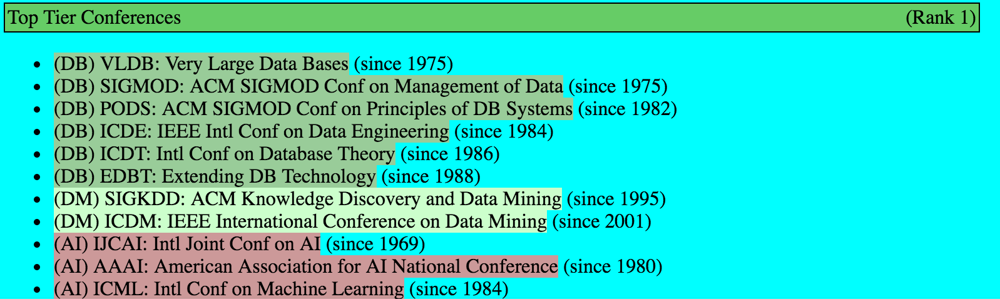 Top Tier Conferences (Rank 1)
• (DB) VLDB: Very Large Data Bases (since 1975)
• (DB) SIGMOD: ACM SIGMOD Conf on Management of Data (since 1975)
• (DB) PODS: ACM SIGMOD Conf on Principles of DB Systems (since 1982)
• (DB) ICDE: IEEE Intl Conf on Data Engineering (since 1984)
• (DB) ICDT: Intl Conf on Database Theory (since 1986)
• (DB) EDBT: Extending DB Technology (since 1988)
• (DM) SIGKDD: ACM Knowledge Discovery and Data Mining (since 1995)
• (DM) ICDM: IEEE International Conference on Data Mining (since 2001)
• (AI) IJCAI: Intl Joint Conf on AI (since 1969)
• (AI) AAAI: American Association for AI National Conference (since 1980)
• (AI) ICML: Intl Conf on Machine Learning (since 1984)